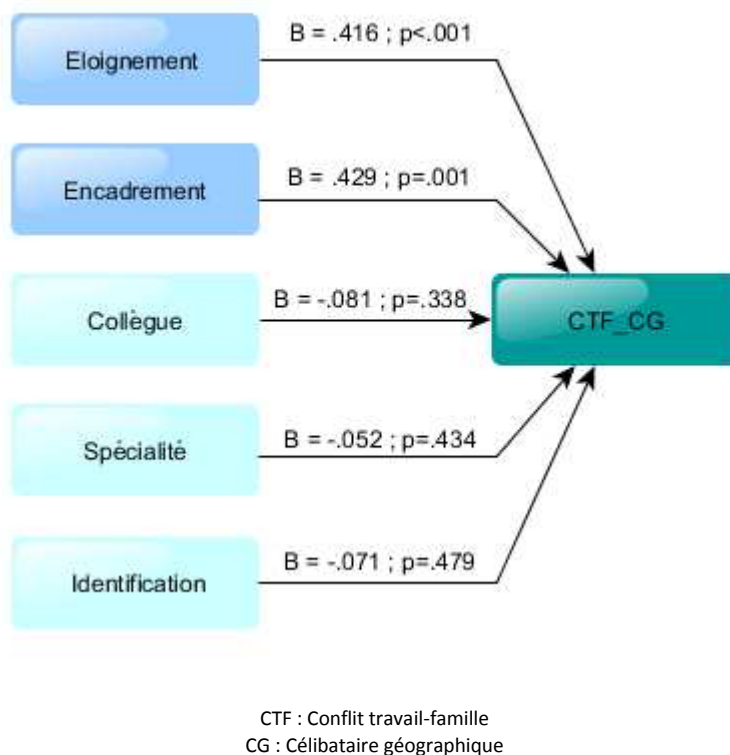 B = .416 ; p<.001
Eloignement
B = .429 ; p=.001
Encadrement
B = -.081 ; p=.338
Collègue
CTF_CG
B = -.052 ; p=.434
Spécialité
B = -.071 ; p=.479
Identification
CTF : Conflit travail-famille
CG : Célibataire géographique